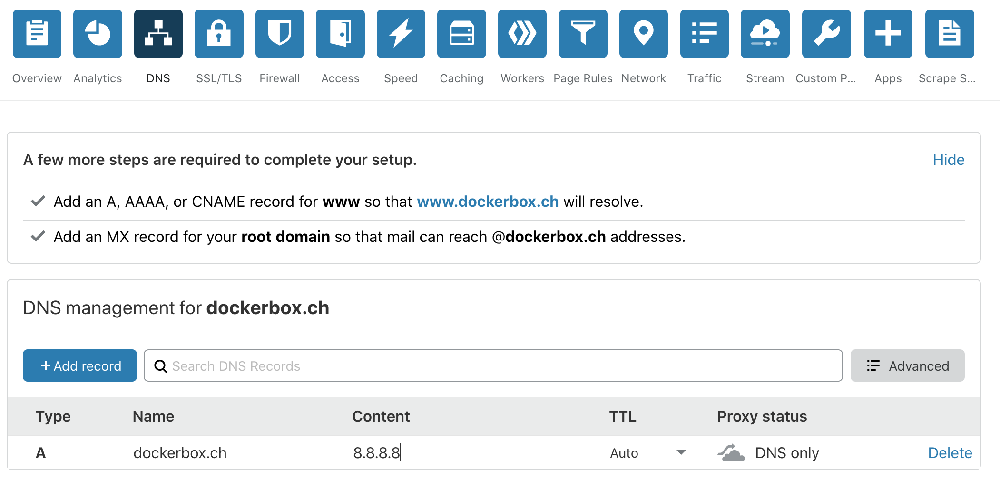 Overview Analytics DNS SSL/TLS Firewall Access Speed Caching Workers Page Rules Network Traffic Stream Custom P... Apps Scrape S...
A few more steps are required to complete your setup. Hide
Add an A, AAAA, or CNAME record for www so that www.dockerbox.ch will resolve.
Add an MX record for your root domain so that mail can reach @dockerbox.ch addresses.
DNS management for dockerbox.ch
+ Add record Search DNS Records Advanced
Type Name Content TTL Proxy status
A dockerbox.ch 8.8.8.8 Auto DNS only Delete